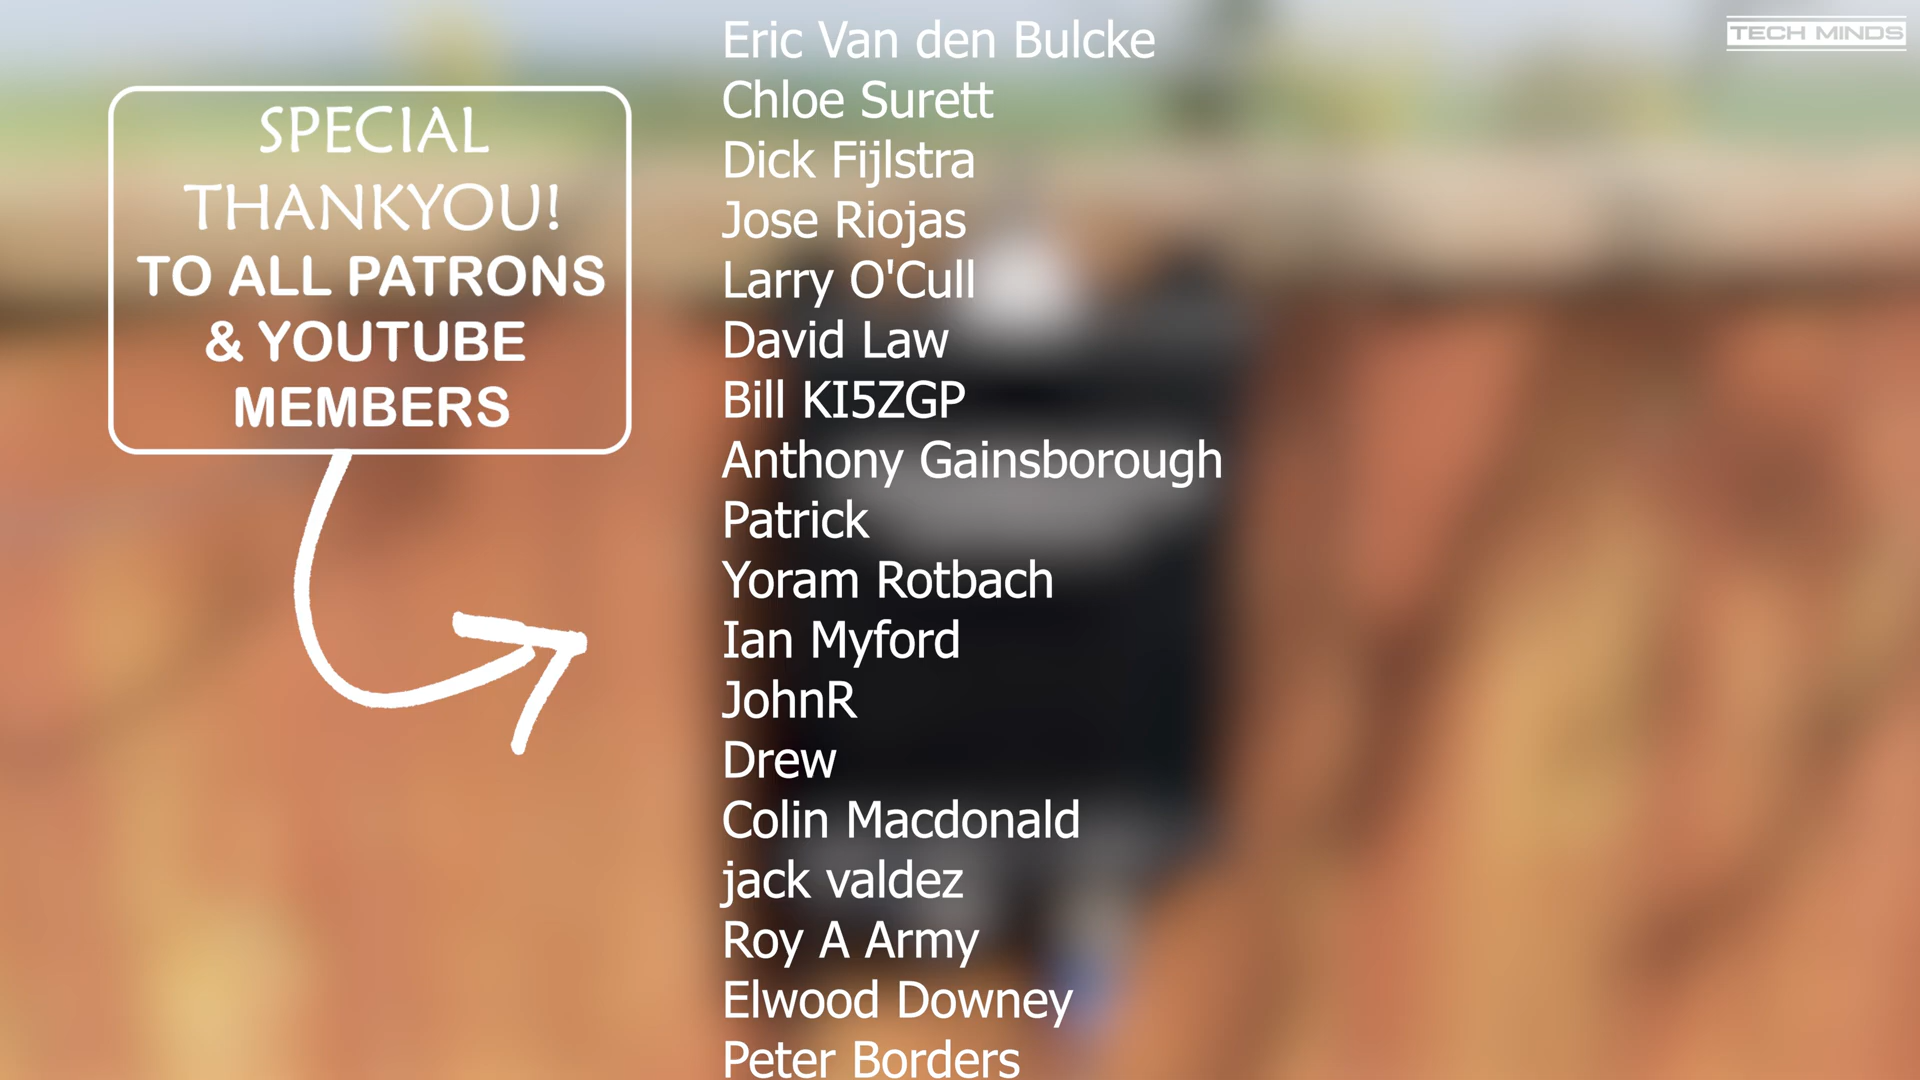 SPECIAL
THANKYOU!
TO ALL PATRONS
& YOUTUBE
MEMBERS
Eric Van den Bulcke
Chloe Surett
Dick Fijlstra
Jose Riojas
Larry O'Cull
David Law
Bill KI5ZGP
Anthony Gainsborough
Patrick
Yoram Rotbach
Ian Myford
JohnR
Drew
Colin Macdonald
jack valdez
Roy A Army
Elwood Downey
Peter Borders
TECH MINDS